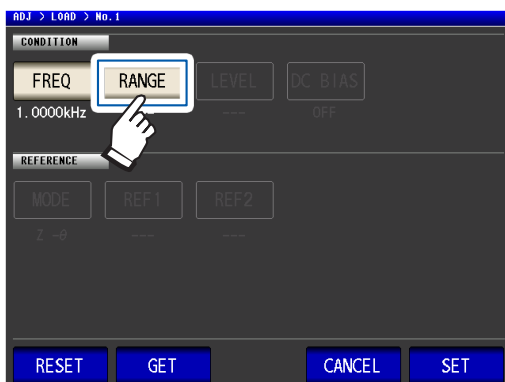 ADJ > LOAD > No.1
CONDITION
FREQ RANGE LEVEL DC BIAS
1.0000kHz --- --- OFF
REFERENCE
MODE REF1 REF2
Z -θ --- ---
RESET GET CANCEL SET